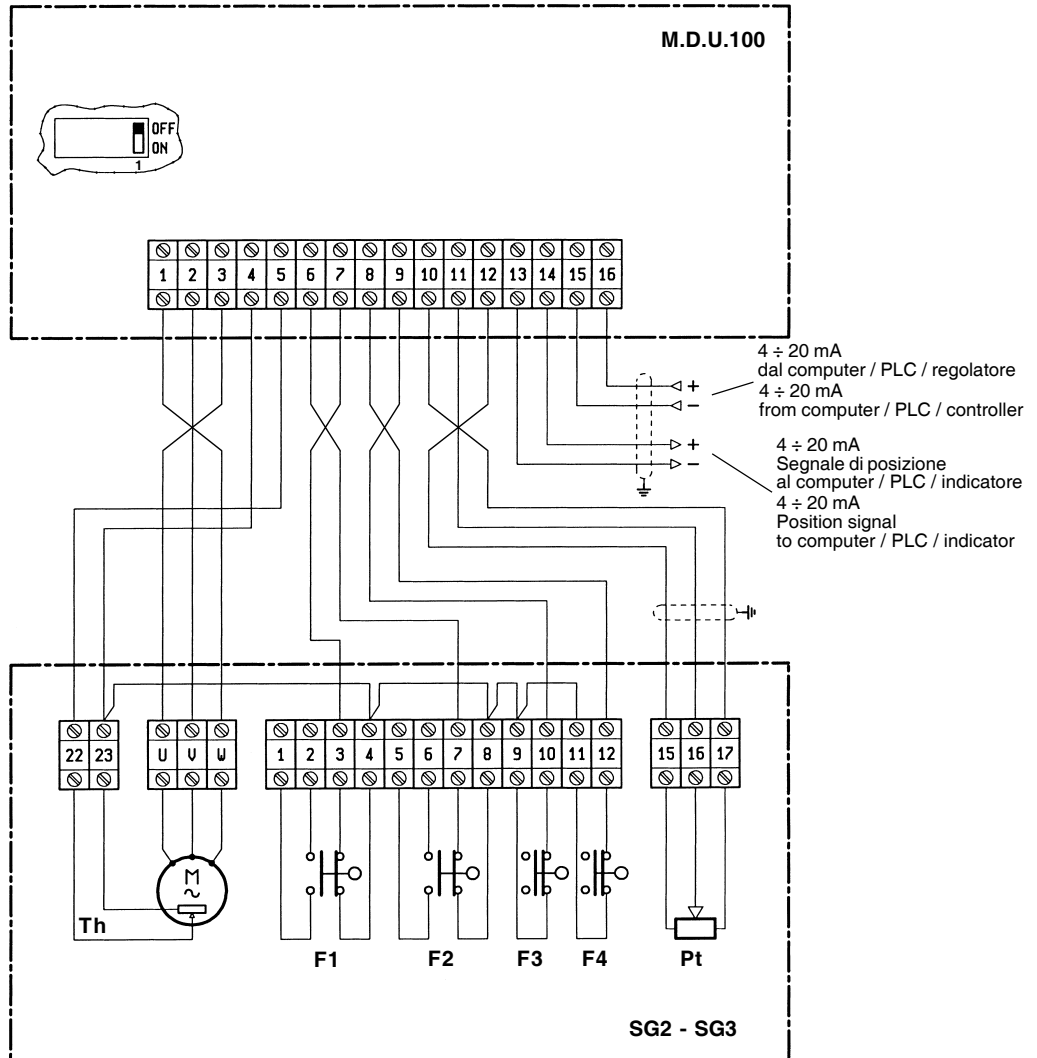 M.D.U.100
OFF
ON
1
1 2 3 4 5 6 7 8 9 10 11 12 13 14 15 16
4 ÷ 20 mA
dal computer / PLC / regolatore
4 ÷ 20 mA
from computer / PLC / controller
+
−
+
−
4 ÷ 20 mA
Segnale di posizione
al computer / PLC / indicatore
4 ÷ 20 mA
Position signal
to computer / PLC / indicator
22 23 U V W 1 2 3 4 5 6 7 8 9 10 11 12 15 16 17
M
~
Th
F1 F2 F3 F4 Pt
SG2 - SG3